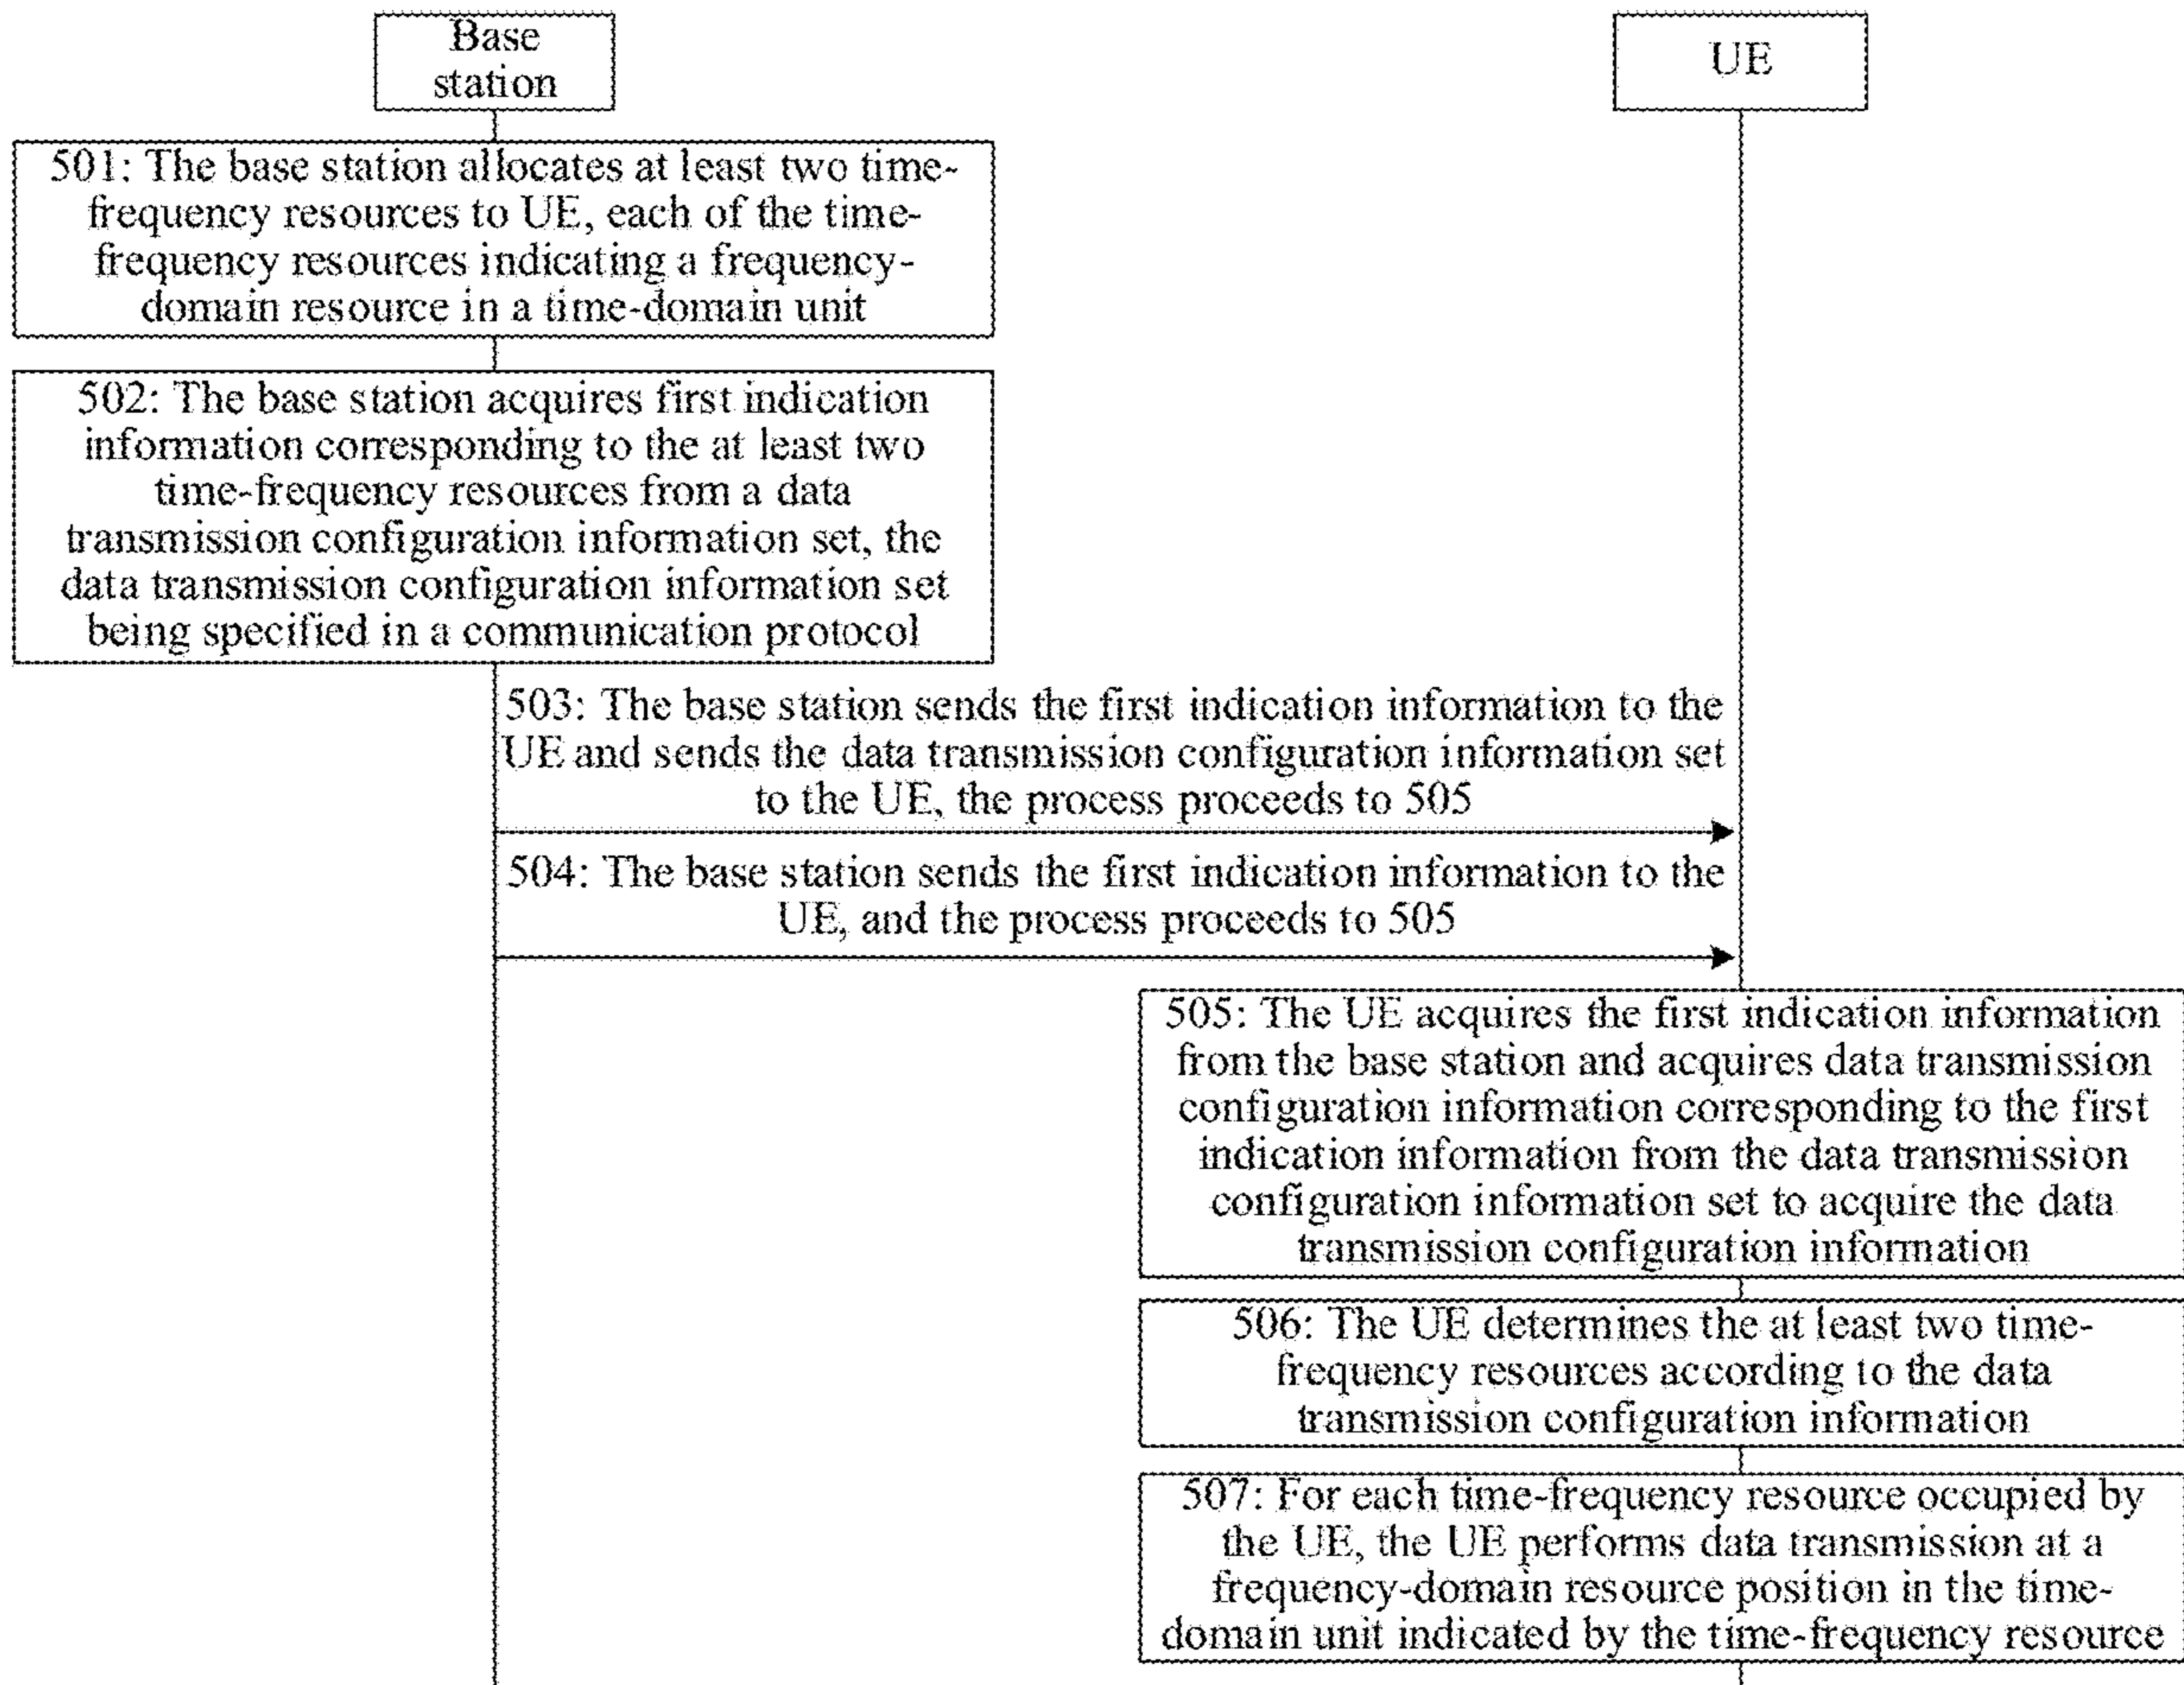 Base
station
UE
501: The base station allocates at least two time-
frequency resources to UE, each of the time-
frequency resources indicating a frequency-
domain resource in a time-domain unit
502: The base station acquires first indication
information corresponding to the at least two
time-frequency resources from a data
transmission configuration information set, the
data transmission configuration information set
being specified in a communication protocol
503: The base station sends the first indication information to the
UE and sends the data transmission configuration information set
to the UE, the process proceeds to 505
504: The base station sends the first indication information to the
UE, and the process proceeds to 505
505: The UE acquires the first indication information
from the base station and acquires data transmission
configuration information corresponding to the first
indication information from the data transmission
configuration information set to acquire the data
transmission configuration information
506: The UE determines the at least two time-
frequency resources according to the data
transmission configuration information
507: For each time-frequency resource occupied by
the UE, the UE performs data transmission at a
frequency-domain resource position in the time-
domain unit indicated by the time-frequency resource